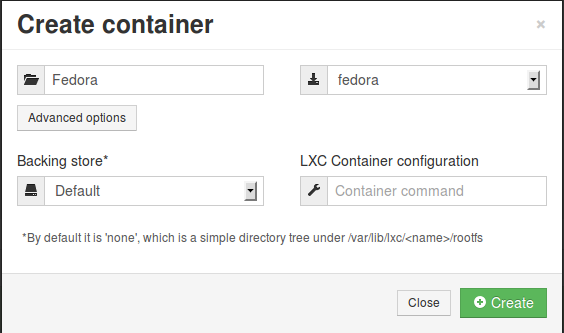 Create container
×
Fedora
fedora
Advanced options
Backing store*
LXC Container configuration
Default
Container command
*By default it is 'none', which is a simple directory tree under /var/lib/lxc/<name>/rootfs
Close
Create